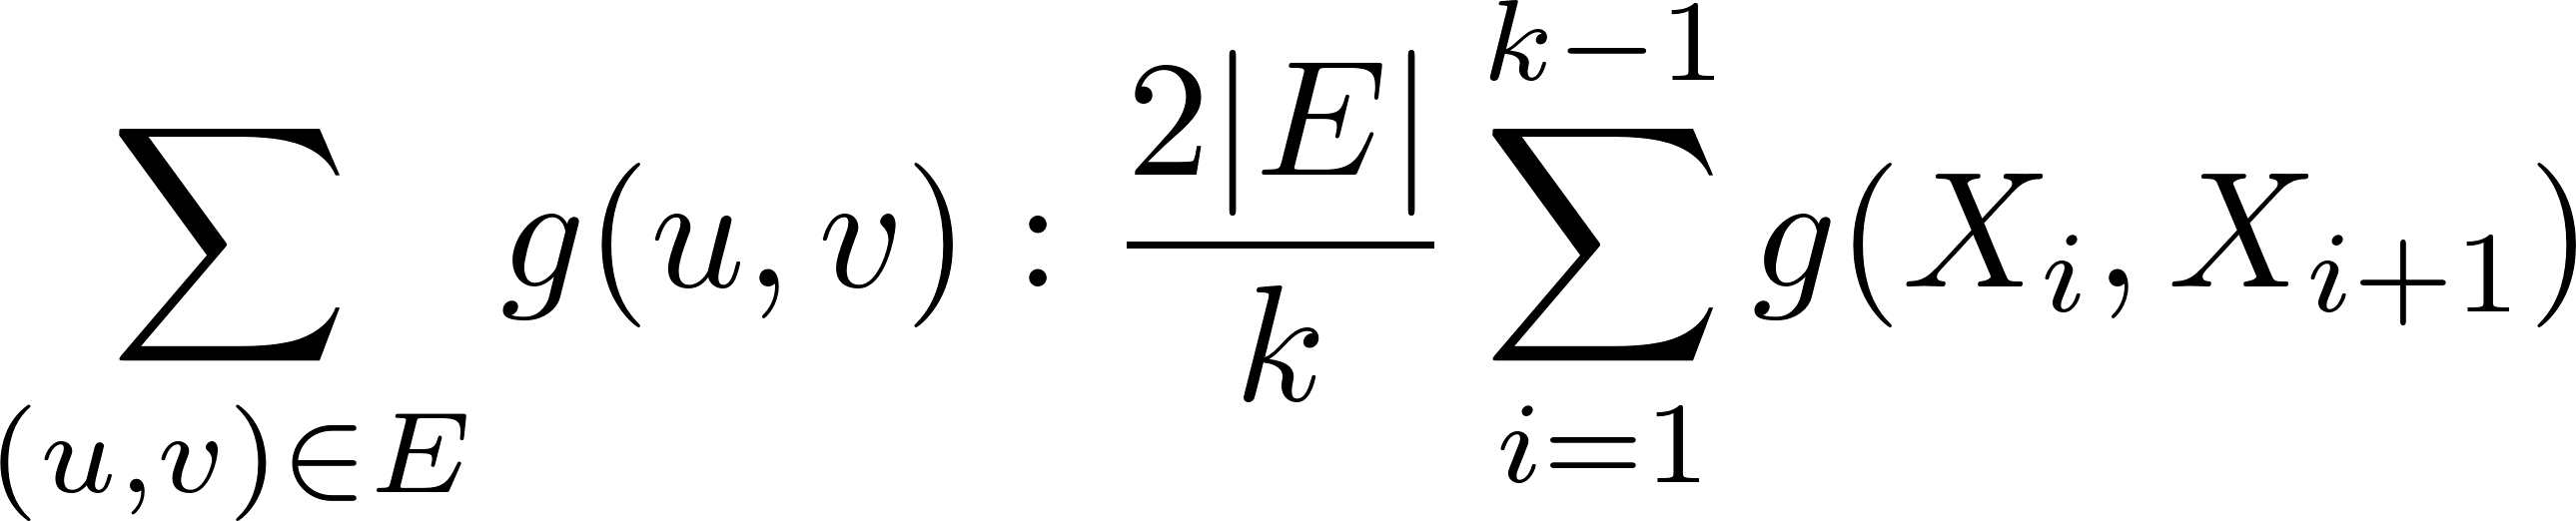 \sum_{(u,v)\in E} g(u,v) : \frac{2|E|}{k} \sum_{i=1}^{k-1} g(X_i, X_{i+1})